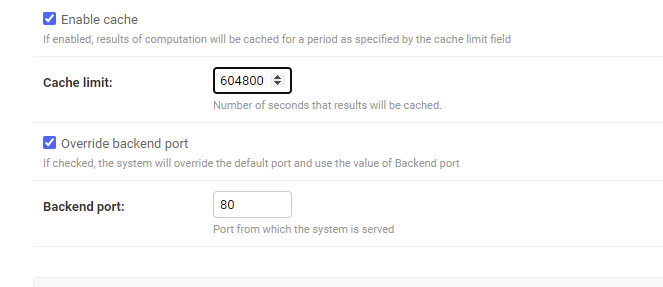 Enable cache
If enabled, results of computation will be cached for a period as specified by the cache limit field
Cache limit:
604800
Number of seconds that results will be cached.
Override backend port
If checked, the system will override the default port and use the value of Backend port
Backend port:
80
Port from which the system is served